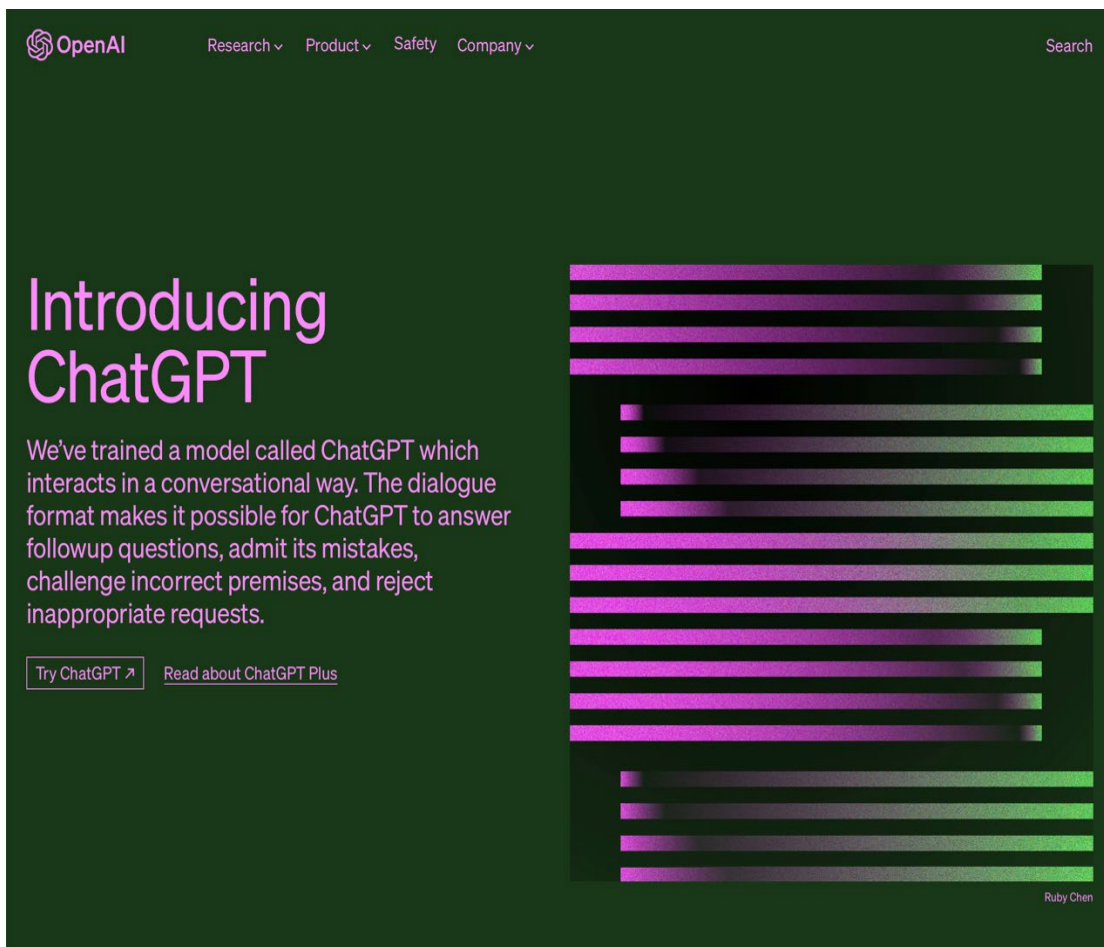 OpenAI
Research
Product
Safety
Company
Search
Introducing
ChatGPT
We’ve trained a model called ChatGPT which
interacts in a conversational way. The dialogue
format makes it possible for ChatGPT to answer
followup questions, admit its mistakes,
challenge incorrect premises, and reject
inappropriate requests.
Try ChatGPT ↗
Read about ChatGPT Plus
Ruby Chen